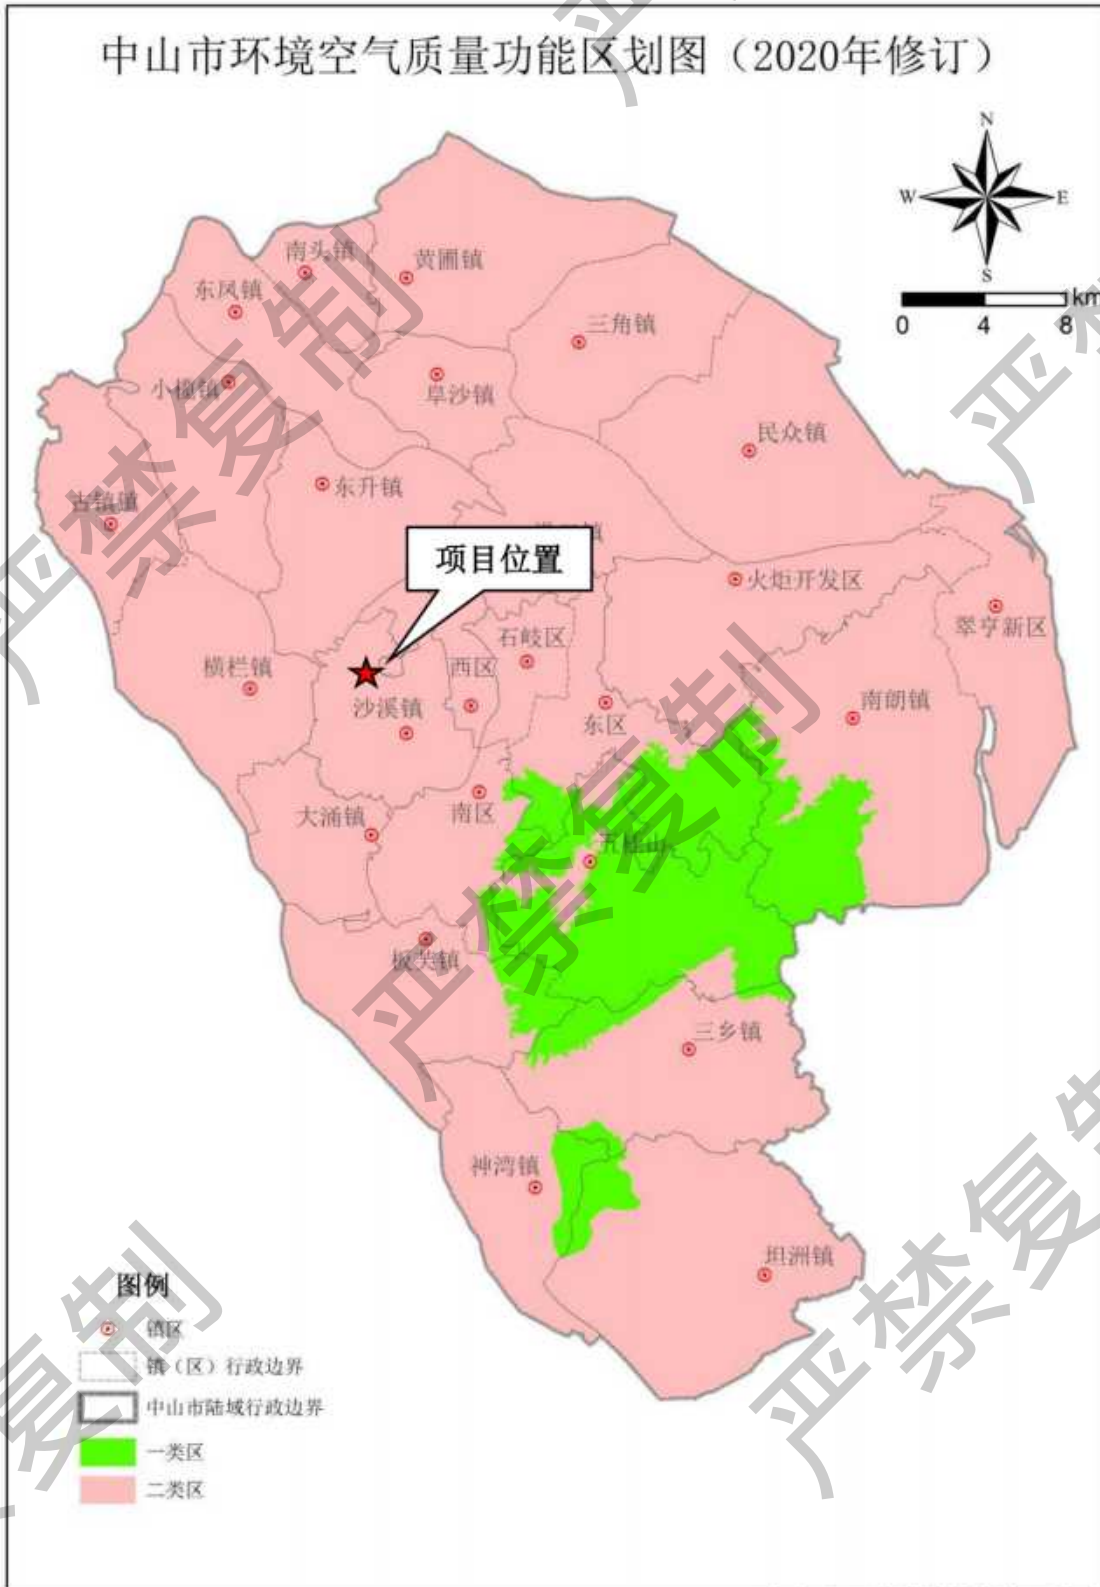 中山市环境空气质量功能区划图（2020年修订）
N
W
E
S
km
0 4 8
南头镇
黄圃镇
东凤镇
三角镇
小榄镇
阜沙镇
民众镇
东升镇
古镇镇
项目位置
火炬开发区
翠亨新区
石岐区
横栏镇
西区
南朗镇
沙溪镇
东区
南区
大涌镇
五桂山
板芙镇
三乡镇
神湾镇
坦洲镇
图例
镇区
镇（区）行政边界
中山市陆域行政边界
一类区
二类区
严禁复制
严禁复制
严禁复制
严禁复制